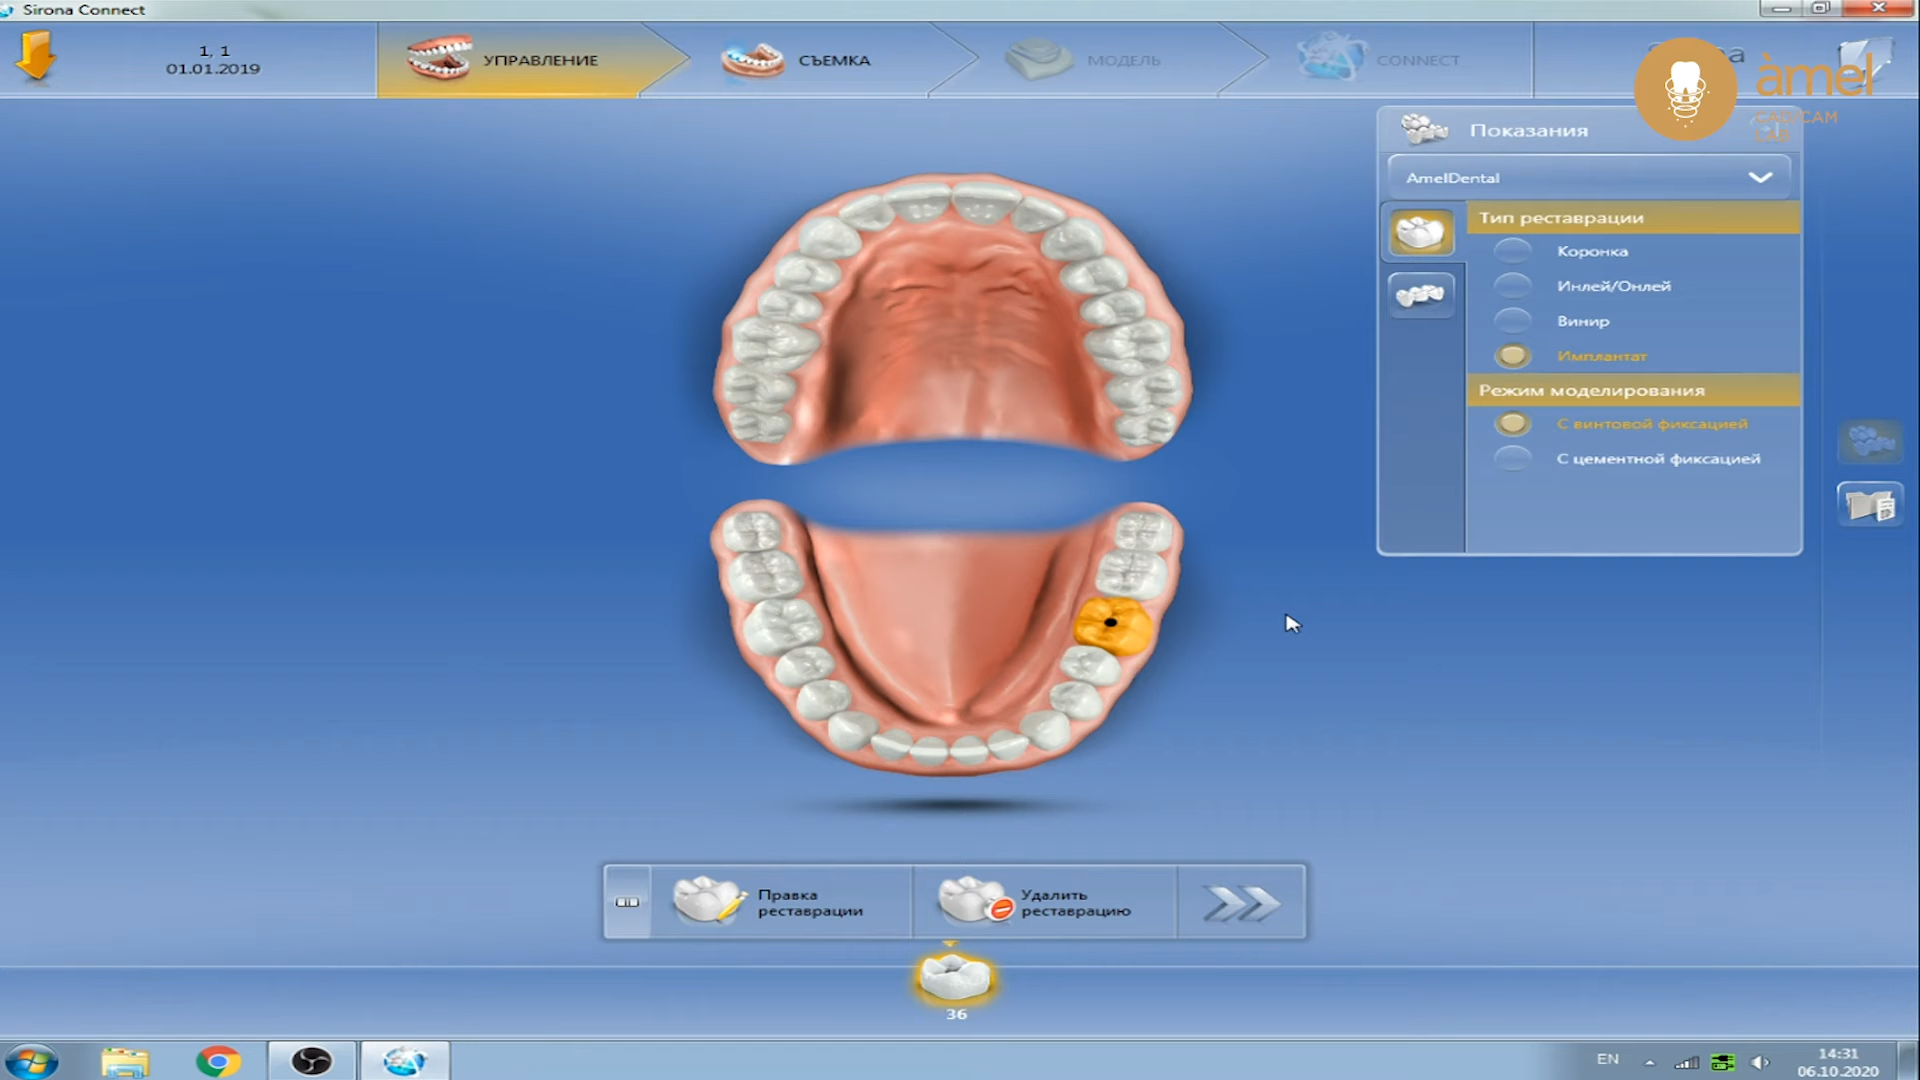 Sirona Connect
1, 1
01.01.2019
УПРАВЛЕНИЕ
СЪЕМКА
МОДЕЛЬ
CONNECT
àmel
CAD/CAM
LAB
Показания
AmelDental
Тип реставрации
Коронка
Инлей/Онлей
Винир
Имплантат
Режим моделирования
С винтовой фиксацией
С цементной фиксацией
Правка
реставрации
Удалить
реставрацию
36
EN
14:31
06.10.2020